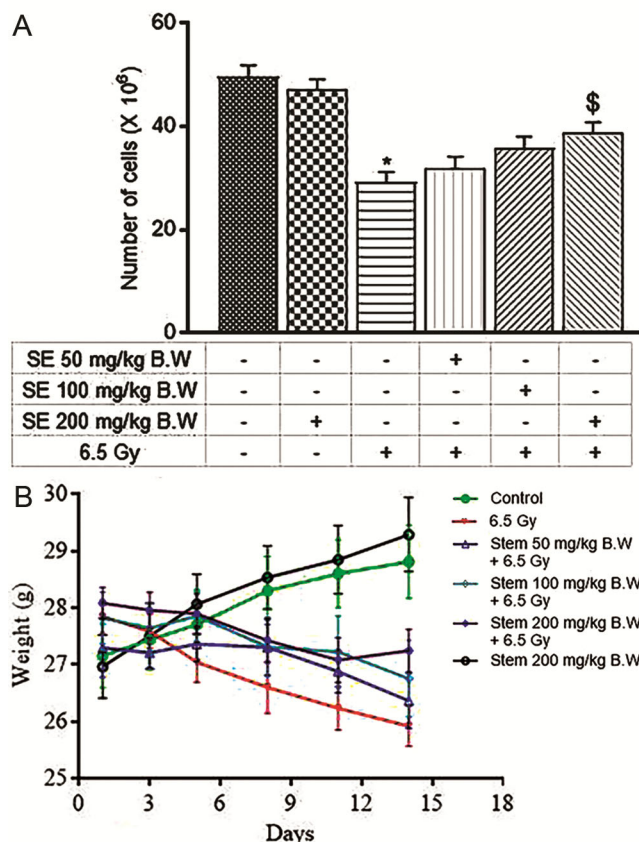 A
Number of cells (X 10⁶)
60
40
20
0
*
$
SE 50 mg/kg B.W - - - + - -
SE 100 mg/kg B.W - - - - + -
SE 200 mg/kg B.W - + - - - +
6.5 Gy - - + + + +
B
Weight (g)
30
29
28
27
26
25
0 3 6 9 12 15 18
Days
Control
6.5 Gy
Stem 50 mg/kg B.W
+ 6.5 Gy
Stem 100 mg/kg B.W
+ 6.5 Gy
Stem 200 mg/kg B.W
+ 6.5 Gy
Stem 200 mg/kg B.W